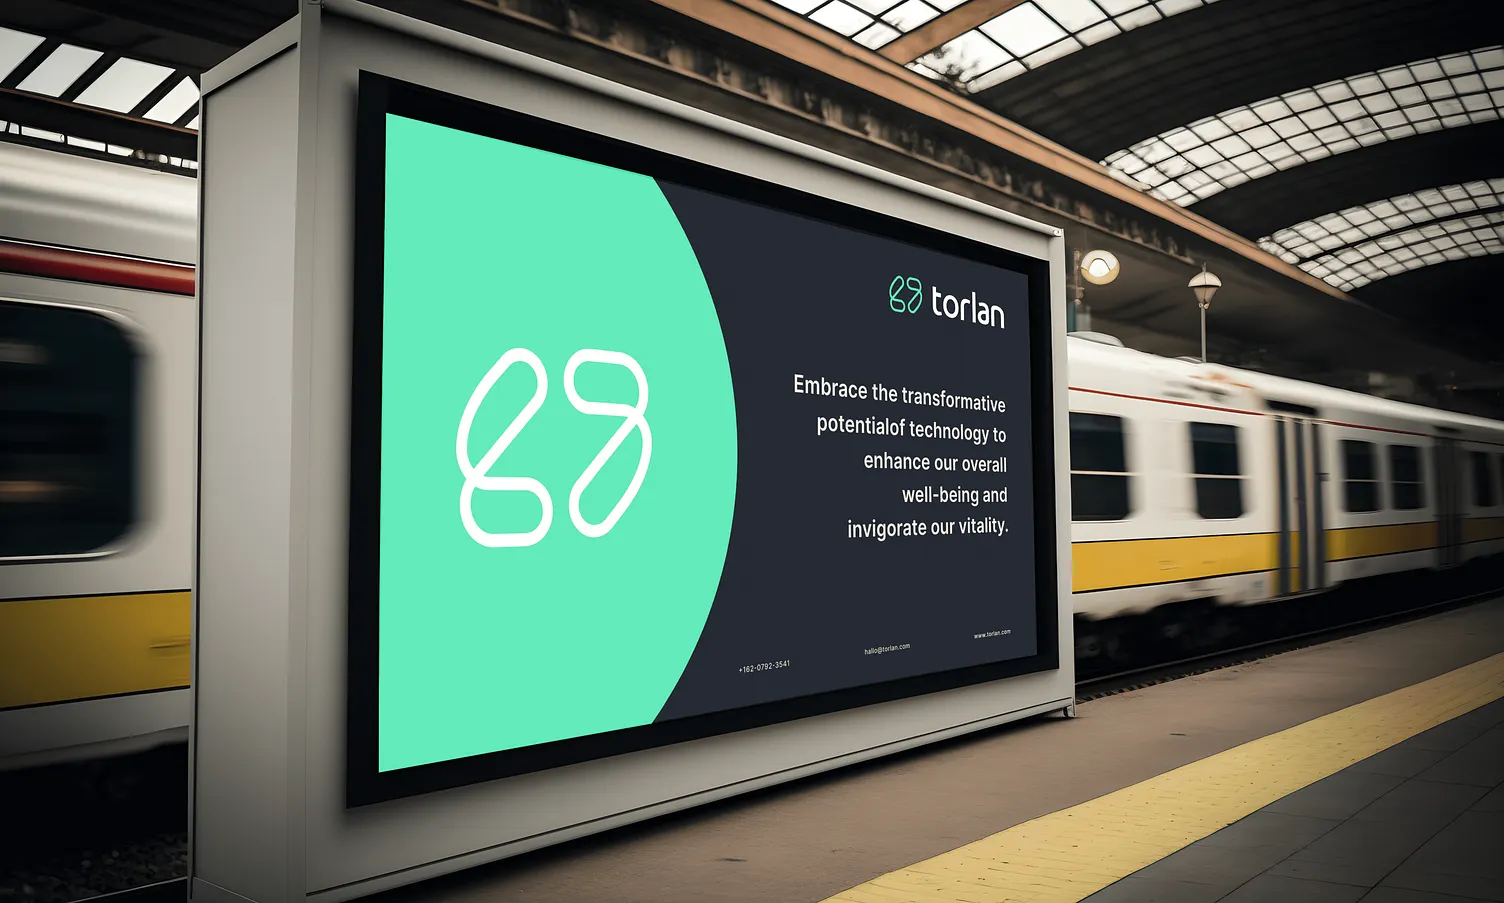 torlan
Embrace the transformative
potentialof technology to
enhance our overall
well-being and
invigorate our vitality.
+162-0792-3541
hallo@torlan.com
www.torlan.com